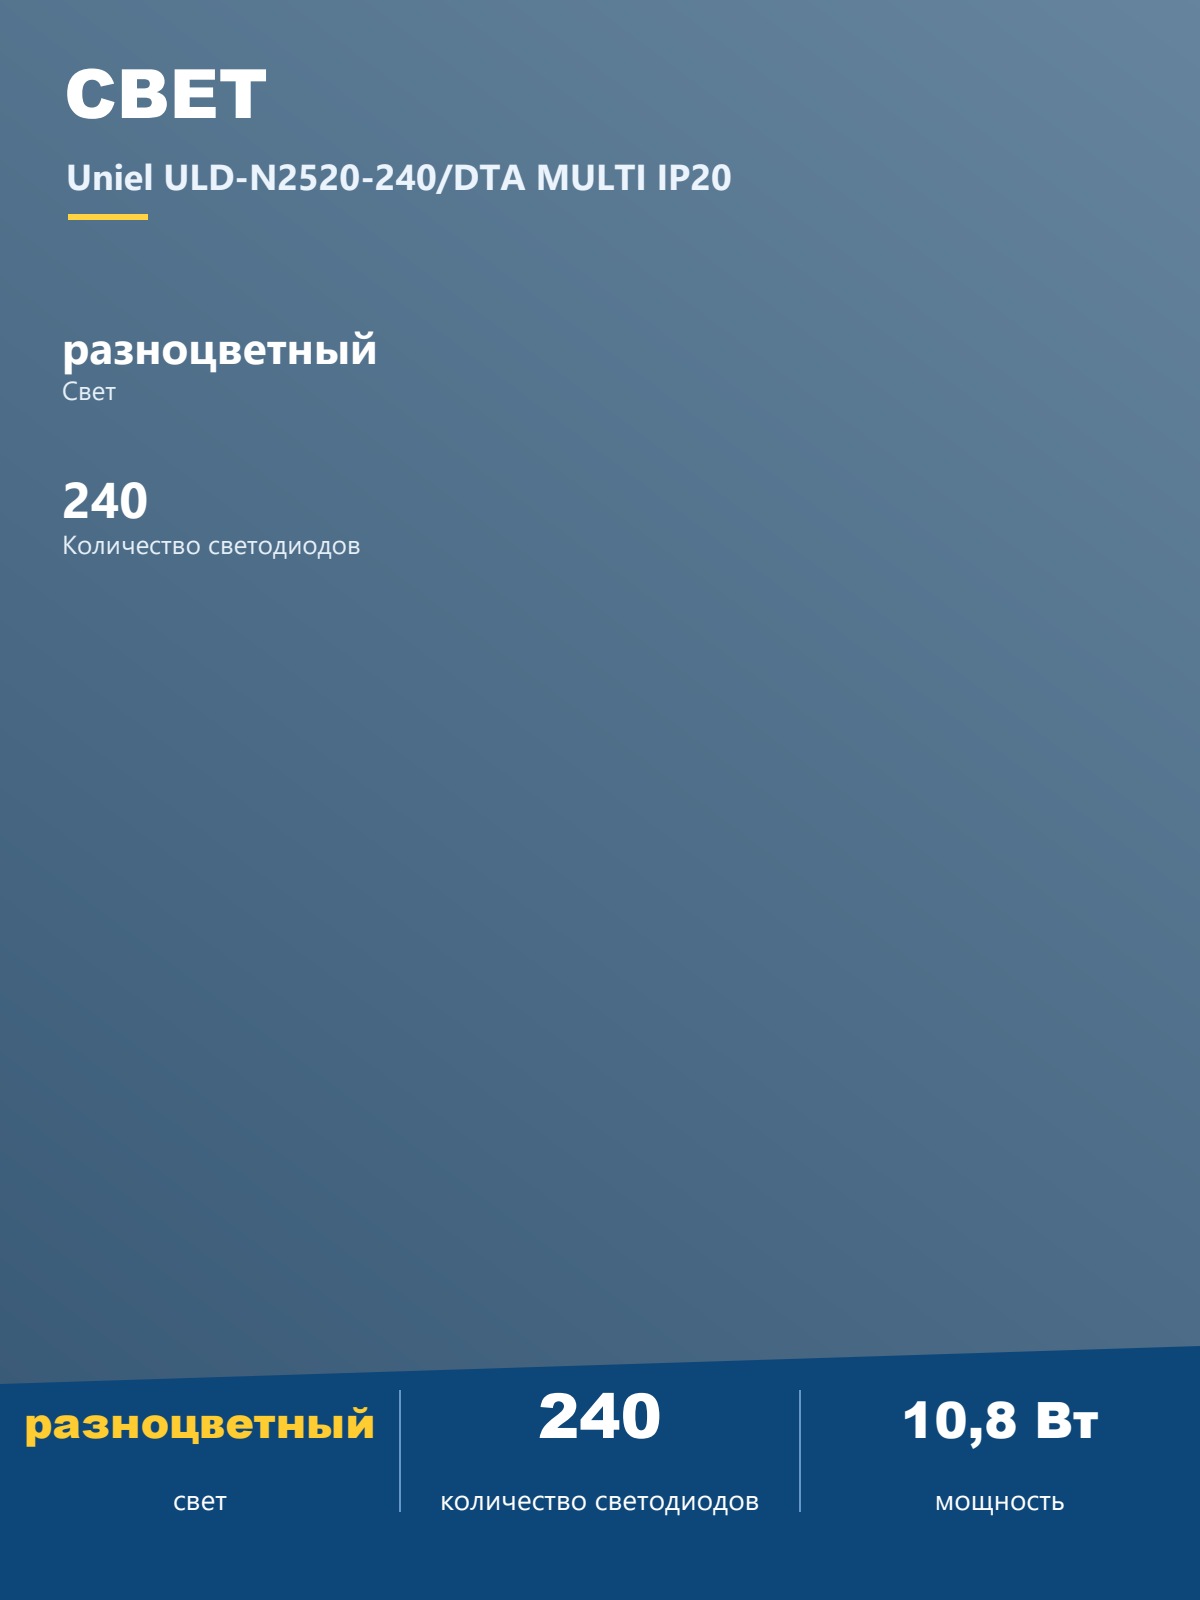 СВЕТ
Uniel ULD-N2520-240/DTA MULTI IP20
разноцветный
Свет
240
Количество светодиодов
разноцветный
свет
240
количество светодиодов
10,8 Вт
мощность